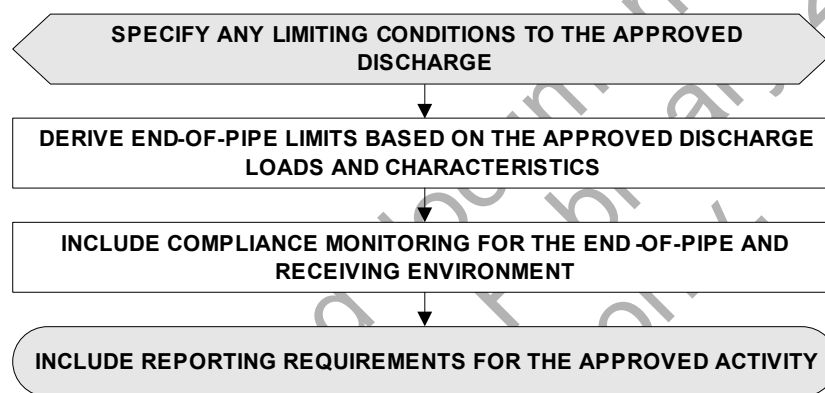 SPECIFY ANY LIMITING CONDITIONS TO THE APPROVED
DISCHARGE
DERIVE END-OF-PIPE LIMITS BASED ON THE APPROVED DISCHARGE
LOADS AND CHARACTERISTICS
INCLUDE COMPLIANCE MONITORING FOR THE END-OF-PIPE AND
RECEIVING ENVIRONMENT
INCLUDE REPORTING REQUIREMENTS FOR THE APPROVED ACTIVITY